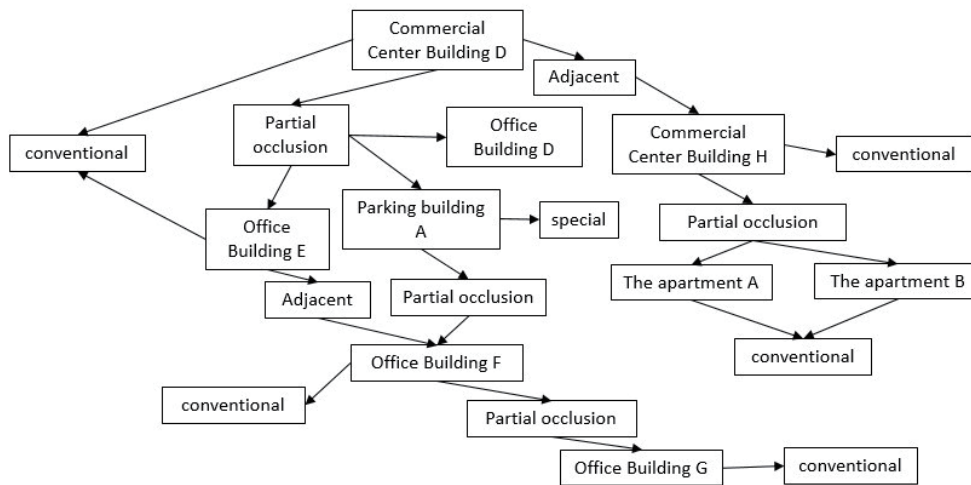 Commercial
Center Building D
Adjacent
Partial
occlusion
Office
Building D
Commercial
Center Building H
conventional
conventional
Parking building
A
special
Partial occlusion
Office
Building E
The apartment A
The apartment B
Adjacent
Partial occlusion
conventional
Office Building F
conventional
Partial occlusion
Office Building G
conventional